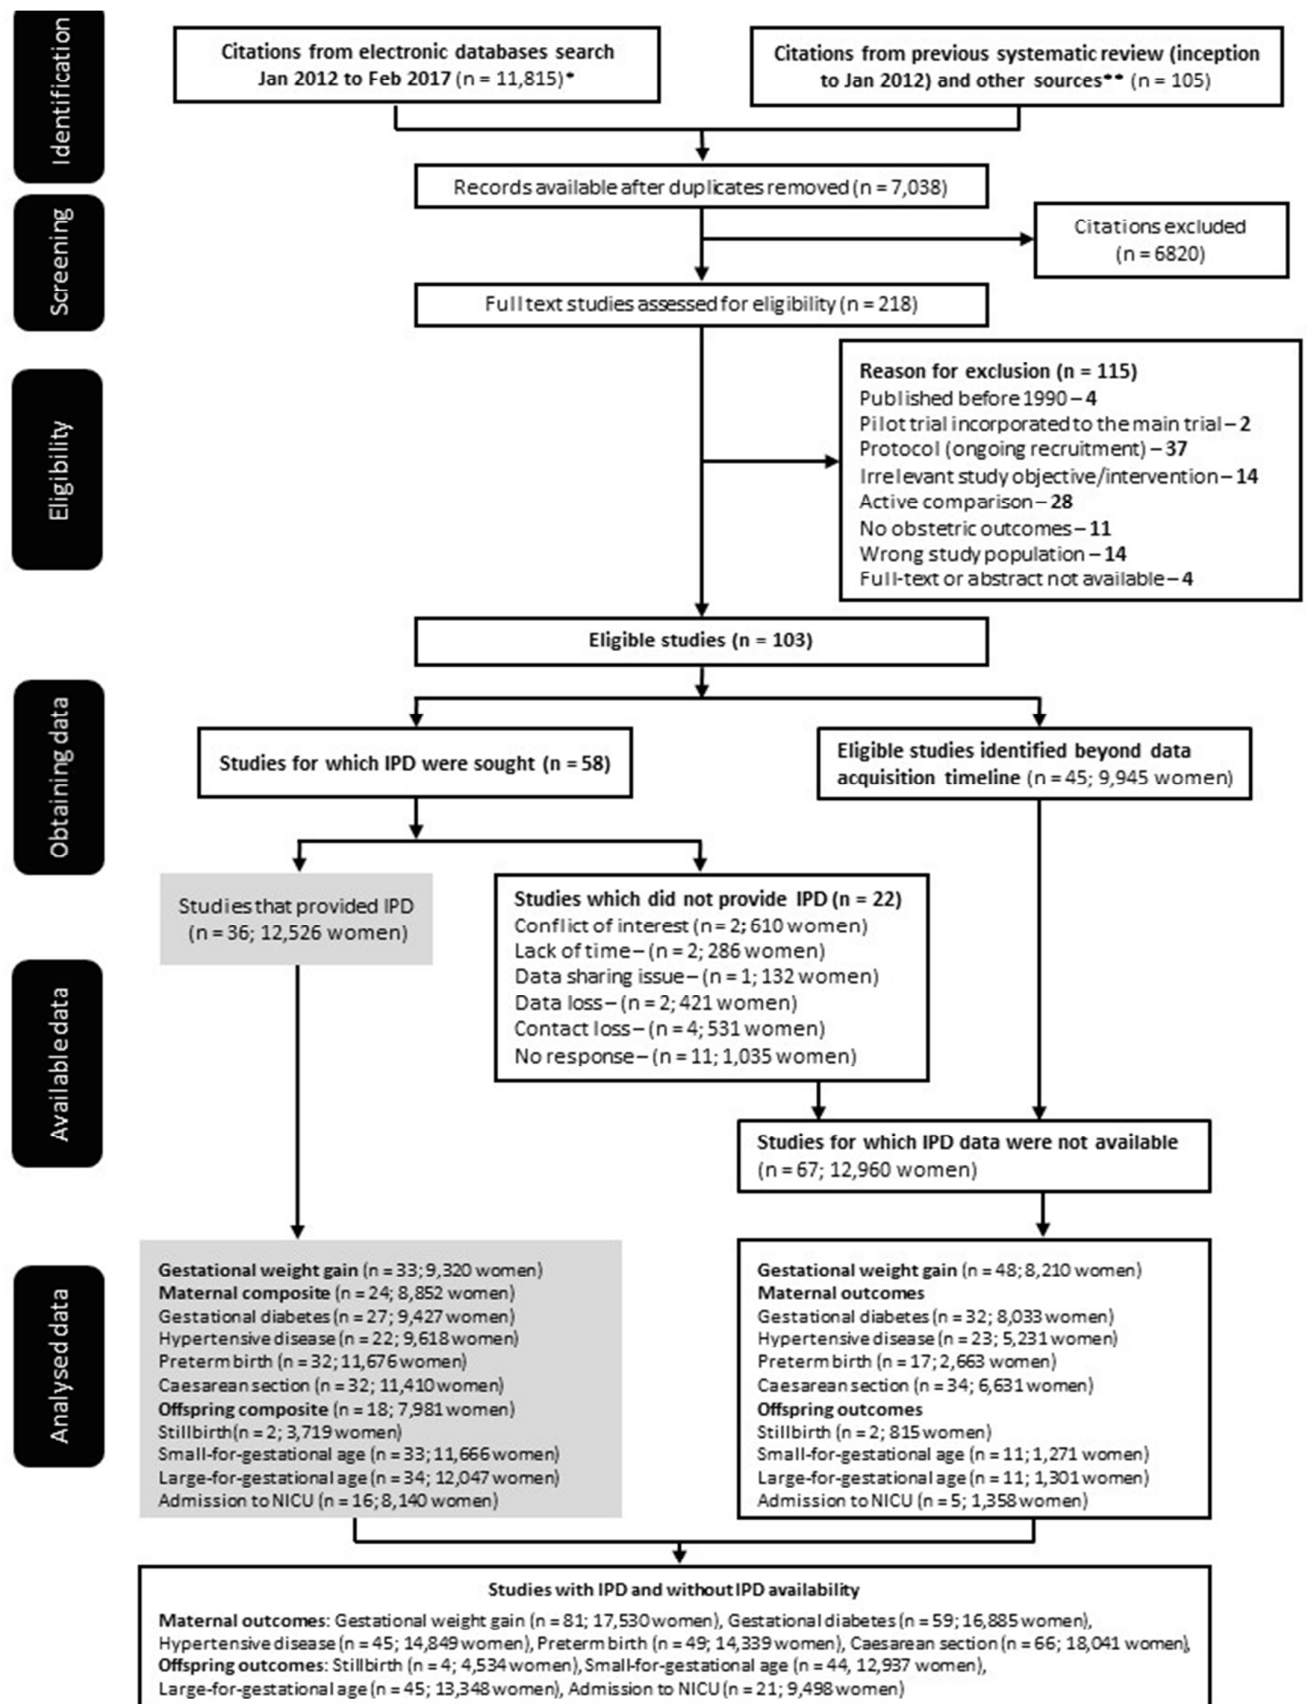 Identification
Citations from electronic databases search
Jan 2012 to Feb 2017 (n = 11,815)*
Citations from previous systematic review (inception
to Jan 2012) and other sources** (n = 105)
Records available after duplicates removed (n = 7,038)
Screening
Citations excluded
(n = 6820)
Full text studies assessed for eligibility (n = 218)
Eligibility
Reason for exclusion (n = 115)
Published before 1990 – 4
Pilot trial incorporated to the main trial – 2
Protocol (ongoing recruitment) – 37
Irrelevant study objective/intervention – 14
Active comparison – 28
No obstetric outcomes – 11
Wrong study population – 14
Full-text or abstract not available – 4
Eligible studies (n = 103)
Obtaining data
Studies for which IPD were sought (n = 58)
Eligible studies identified beyond data
acquisition timeline (n = 45; 9,945 women)
Available data
Studies that provided IPD
(n = 36; 12,526 women)
Studies which did not provide IPD (n = 22)
Conflict of interest (n = 2; 610 women)
Lack of time – (n = 2; 286 women)
Data sharing issue – (n = 1; 132 women)
Data loss – (n = 2; 421 women)
Contact loss – (n = 4; 531 women)
No response – (n = 11; 1,035 women)
Studies for which IPD data were not available
(n = 67; 12,960 women)
Analysed data
Gestational weight gain (n = 33; 9,320 women)
Maternal composite (n = 24; 8,852 women)
Gestational diabetes (n = 27; 9,427 women)
Hypertensive disease (n = 22; 9,618 women)
Preterm birth (n = 32; 11,676 women)
Caesarean section (n = 32; 11,410 women)
Offspring composite (n = 18; 7,981 women)
Stillbirth(n = 2; 3,719 women)
Small-for-gestational age (n = 33; 11,666 women)
Large-for-gestational age (n = 34; 12,047 women)
Admission to NICU (n = 16; 8,140 women)
Gestational weight gain (n = 48; 8,210 women)
Maternal outcomes
Gestational diabetes (n = 32; 8,033 women)
Hypertensive disease (n = 23; 5,231 women)
Preterm birth (n = 17; 2,663 women)
Caesarean section (n = 34; 6,631 women)
Offspring outcomes
Stillbirth (n = 2; 815 women)
Small-for-gestational age (n = 11; 1,271 women)
Large-for-gestational age (n = 11; 1,301 women)
Admission to NICU (n = 5; 1,358 women)
Studies with IPD and without IPD availability
Maternal outcomes: Gestational weight gain (n = 81; 17,530 women), Gestational diabetes (n = 59; 16,885 women),
Hypertensive disease (n = 45; 14,849 women), Preterm birth (n = 49; 14,339 women), Caesarean section (n = 66; 18,041 women),
Offspring outcomes: Stillbirth (n = 4; 4,534 women), Small-for-gestational age (n = 44, 12,937 women),
Large-for-gestational age (n = 45; 13,348 women), Admission to NICU (n = 21; 9,498 women)